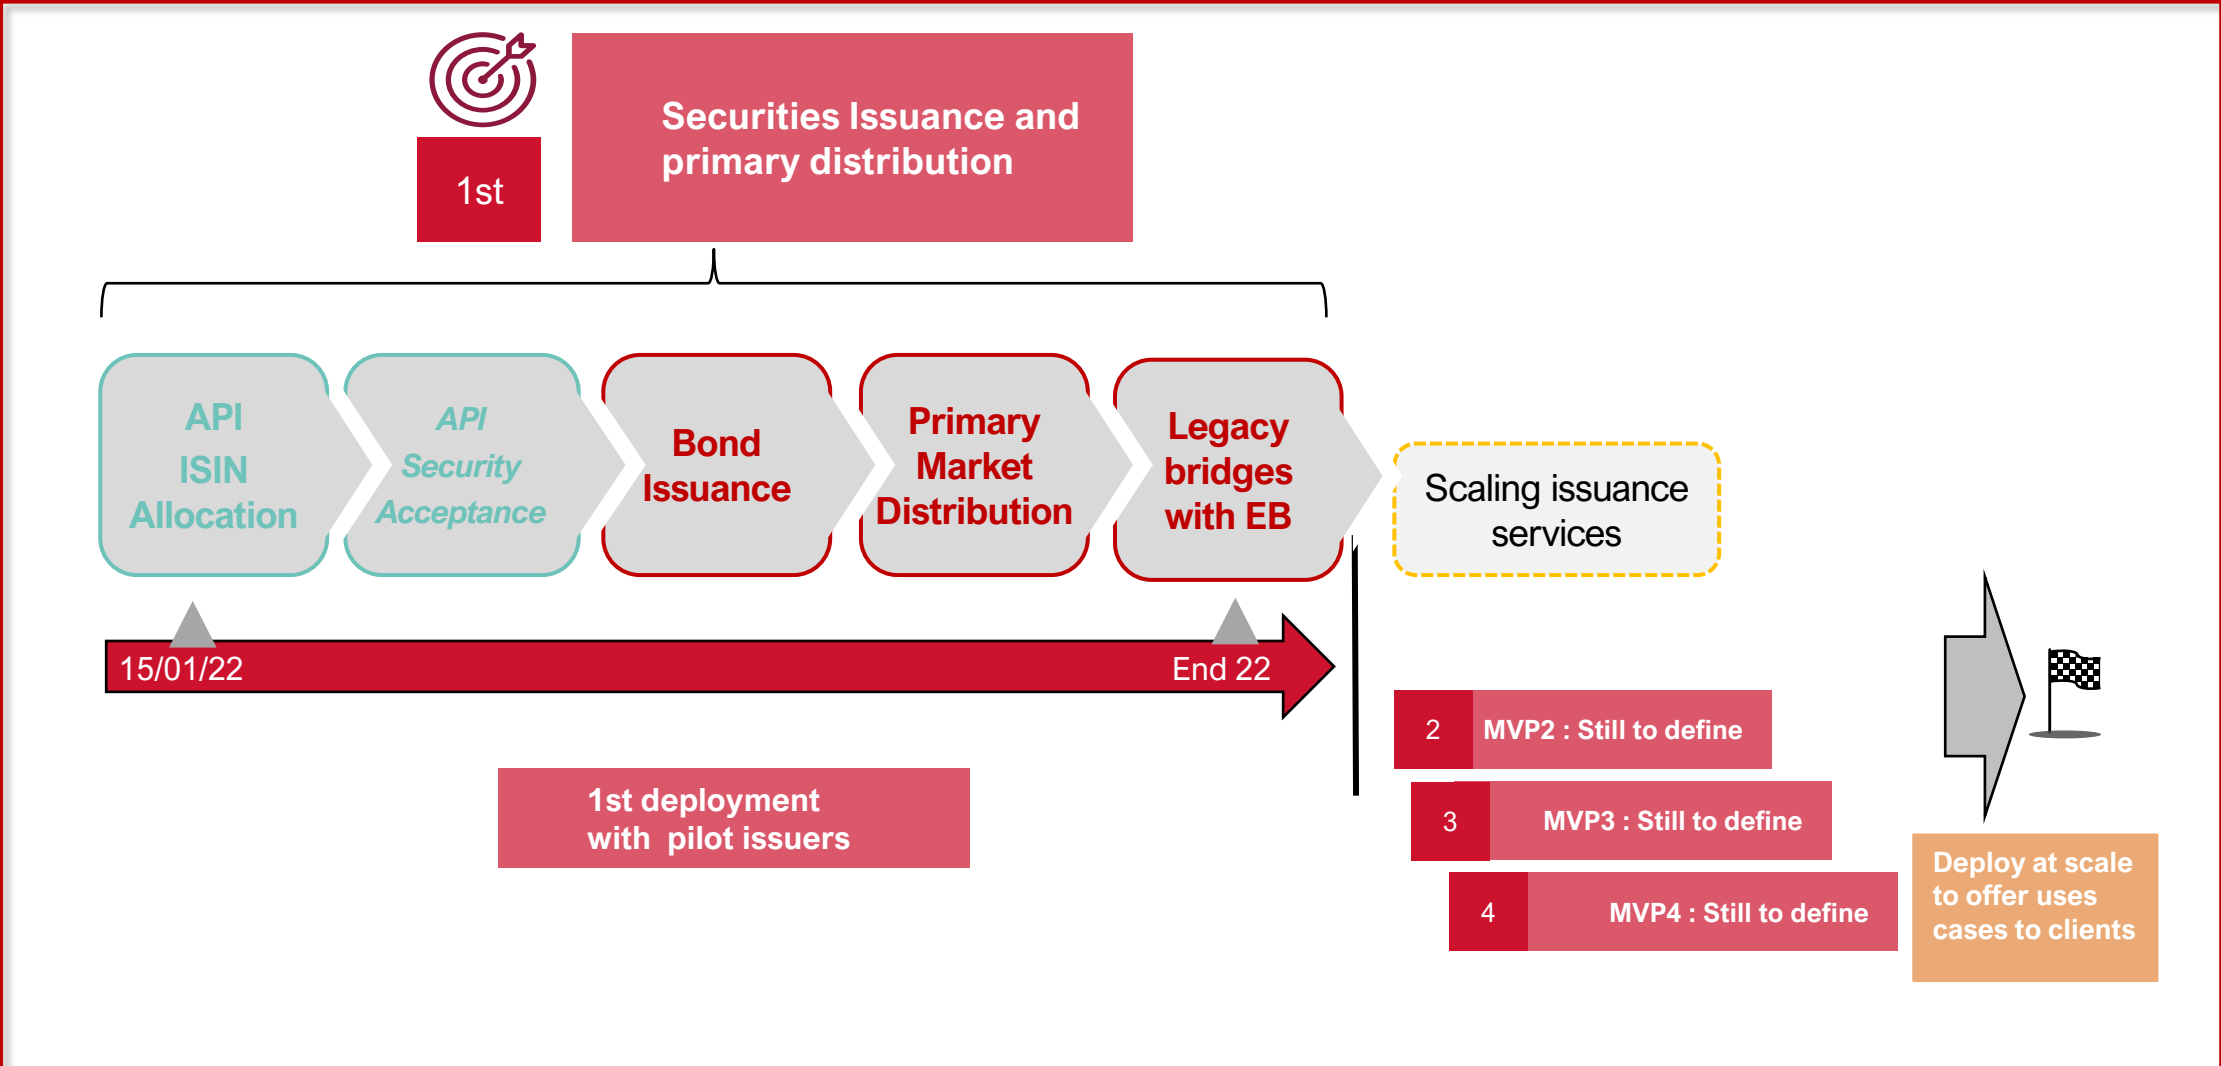 Securities Issuance and
primary distribution
1st
API
ISIN
Allocation
API
Security
Acceptance
Bond
Issuance
Primary
Market
Distribution
Legacy
bridges
with EB
Scaling issuance
services
15/01/22
End 22
1st deployment
with  pilot issuers
2
MVP2 : Still to define
3
MVP3 : Still to define
4
MVP4 : Still to define
Deploy at scale
to offer uses
cases to clients